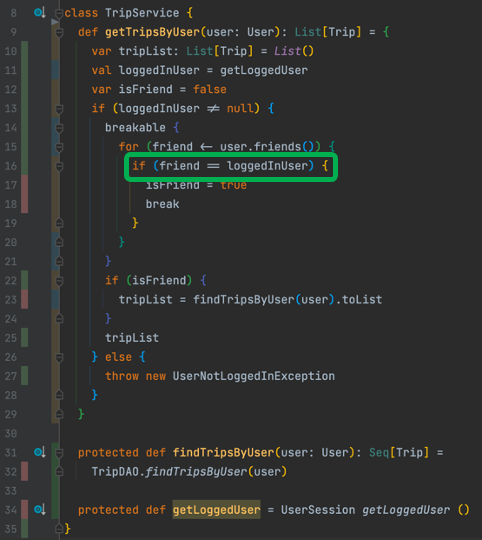 8 class TripService {
9 def getTripsByUser(user: User): List[Trip] = {
10 var tripList: List[Trip] = List()
11 val loggedInUser = getLoggedUser
12 var isFriend = false
13 if (loggedInUser ≠ null) {
14 breakable {
15 for (friend ← user.friends()) {
16 if (friend == loggedInUser) {
17 isFriend = true
18 break
19 }
20 }
21 }
22 if (isFriend) {
23 tripList = findTripsByUser(user).toList
24 }
25 tripList
26 } else {
27 throw new UserNotLoggedInException
28 }
29 }
30
31 protected def findTripsByUser(user: User): Seq[Trip] =
32 TripDAO.findTripsByUser(user)
33
34 protected def getLoggedUser = UserSession getLoggedUser ()
35 }